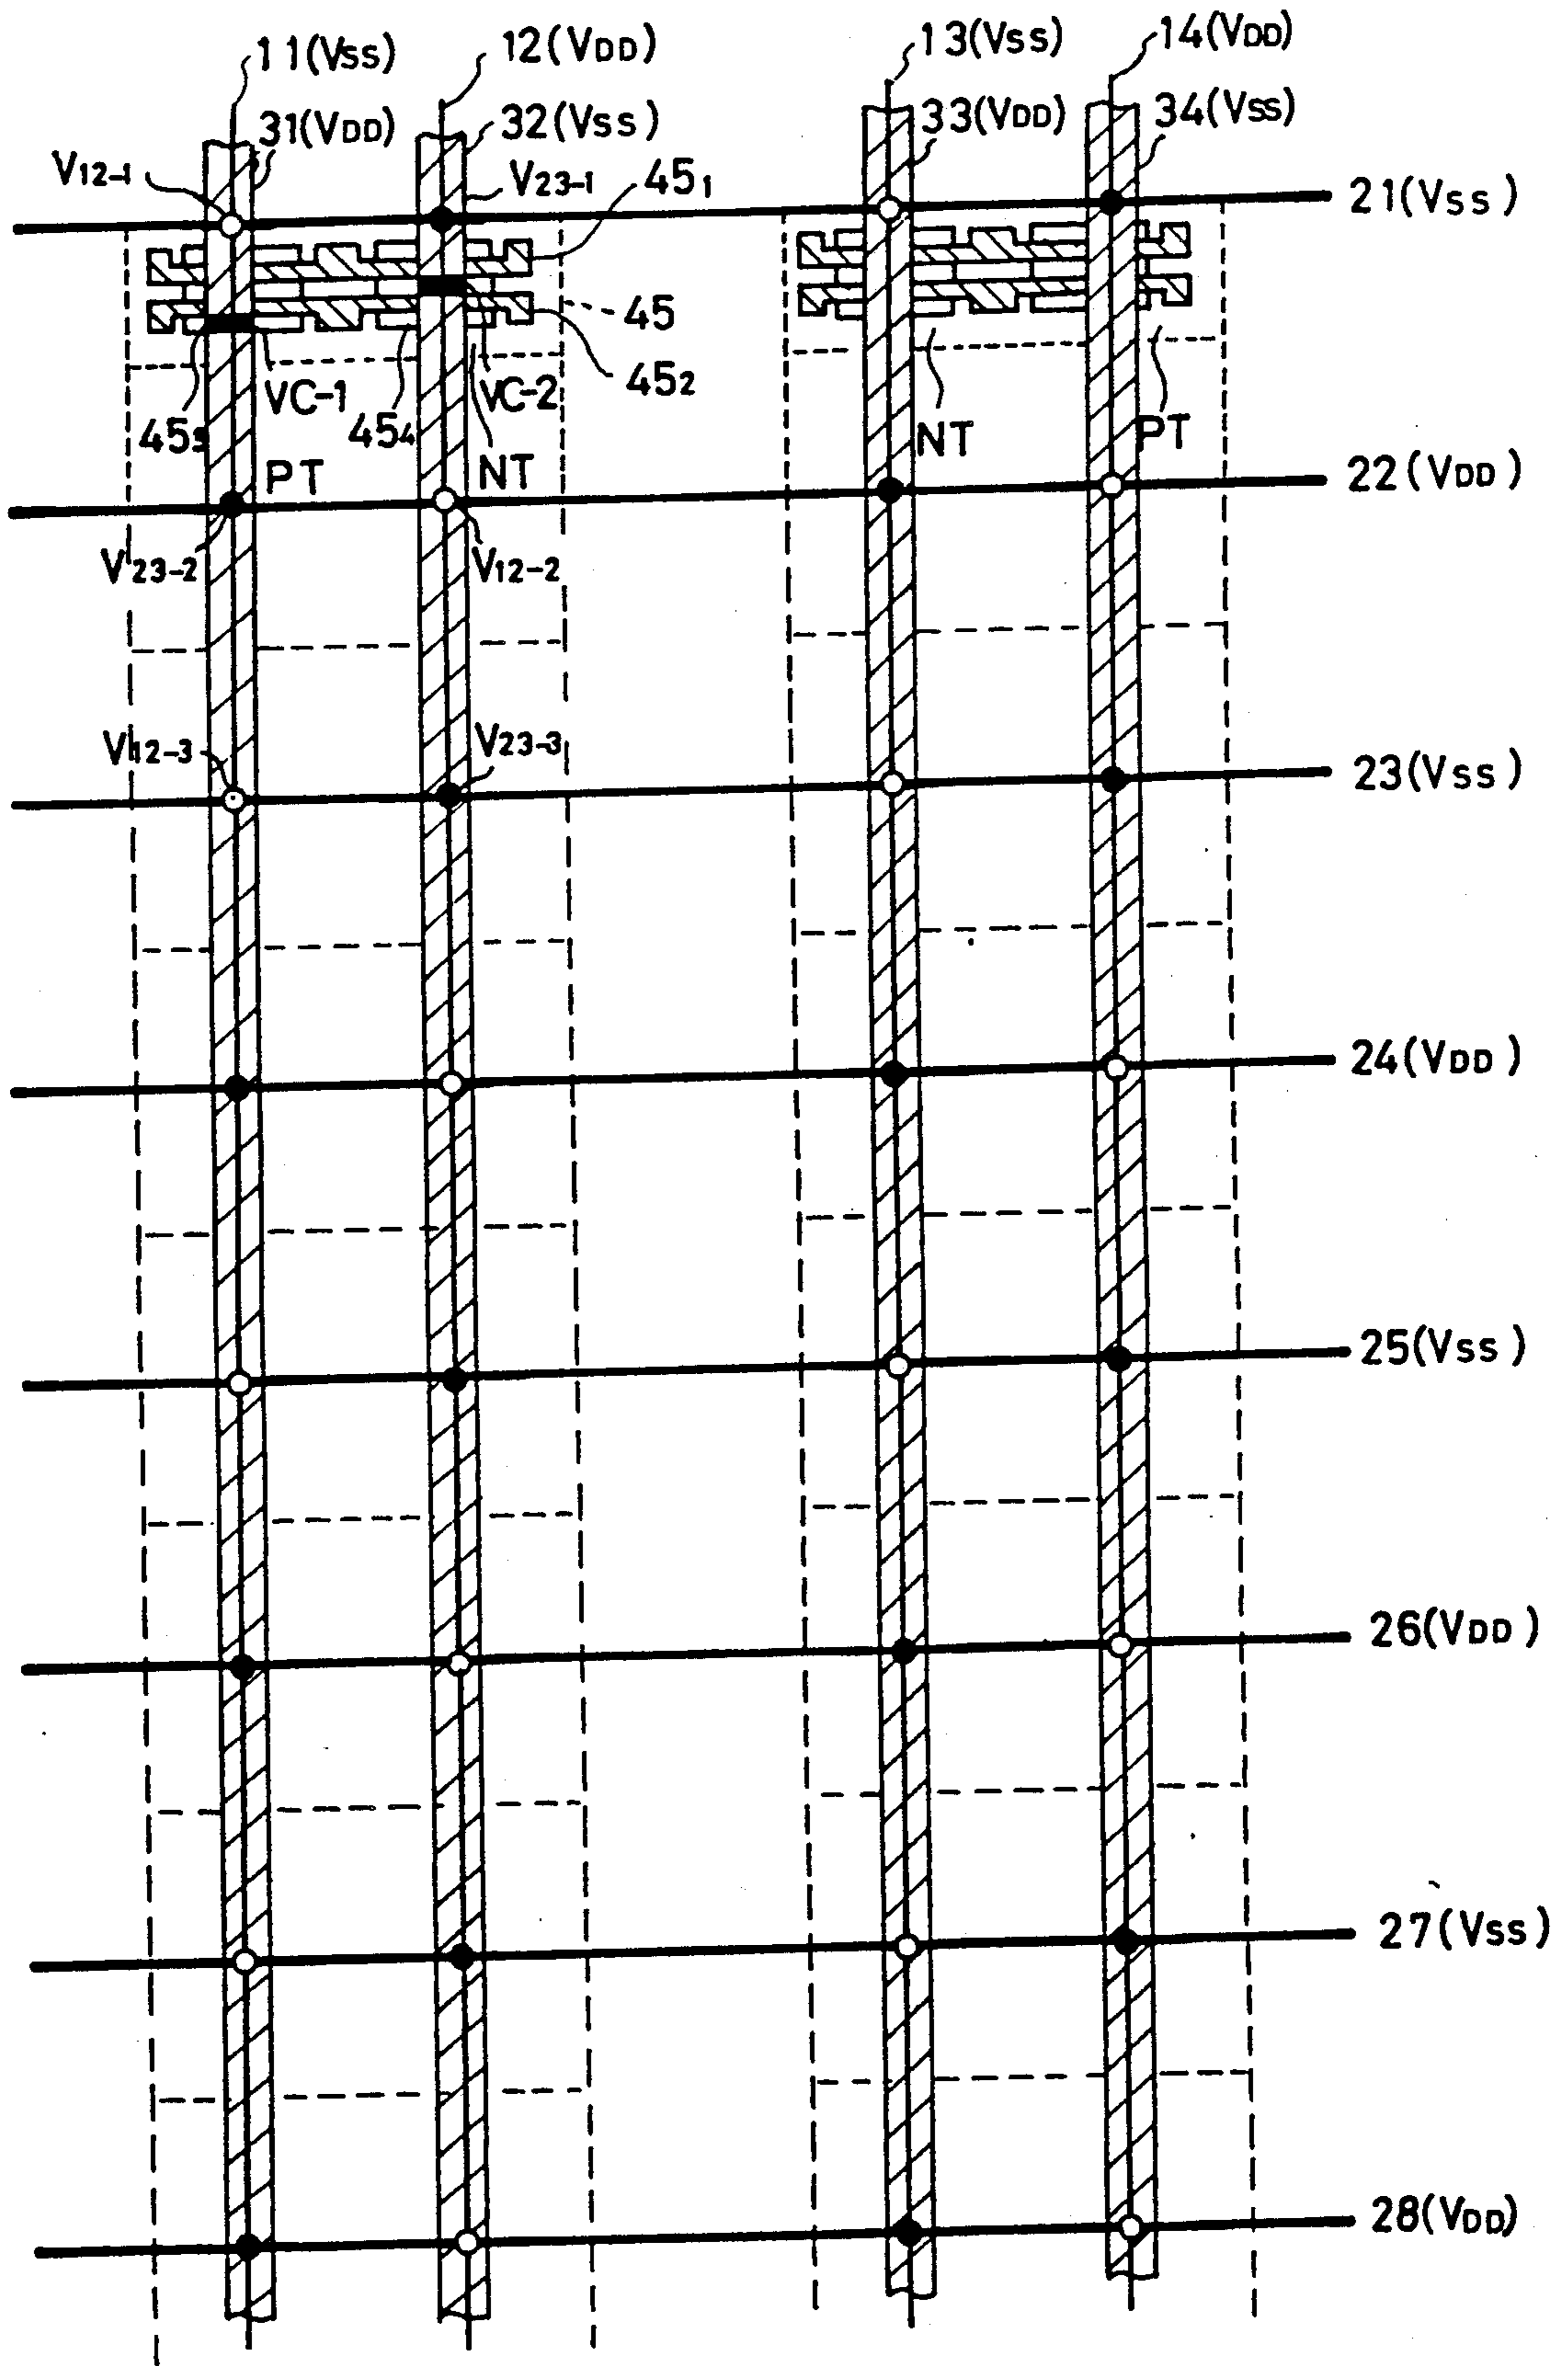 11(VSS)
12(VDD)
13(VSS)
14(VDD)
31(VDD)
32(VSS)
33(VDD)
34(VSS)
V12-1
V23-1
45₁
21(VSS)
45
45₂
VC-1
VC-2
45₃
45₄
PT
NT
NT
PT
22(VDD)
V23-2
V12-2
V12-3
V23-3
23(VSS)
24(VDD)
25(VSS)
26(VDD)
27(VSS)
28(VDD)